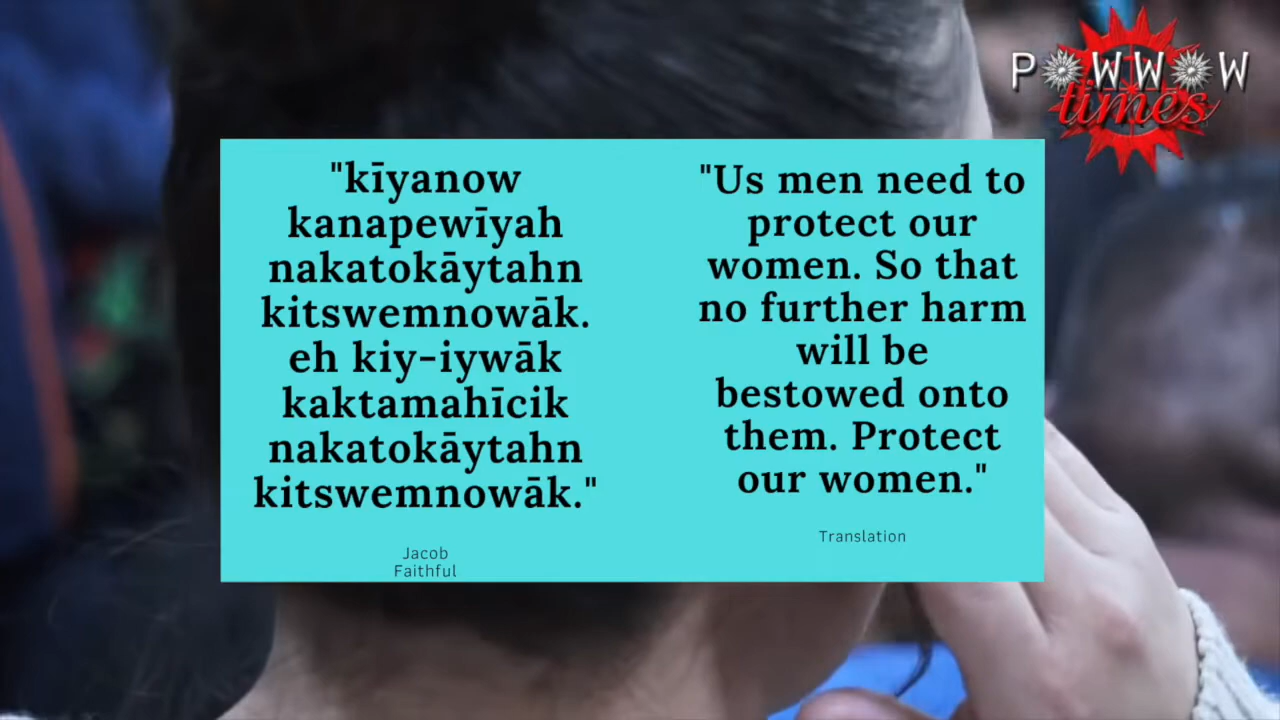 POWWOW
times
"kīyanow
kanapewīyah
nakatokāytahn
kitswemnowāk.
eh kiy-iywāk
kaktamahīcik
nakatokāytahn
kitswemnowāk."
Jacob
Faithful
"Us men need to
protect our
women. So that
no further harm
will be
bestowed onto
them. Protect
our women."
Translation